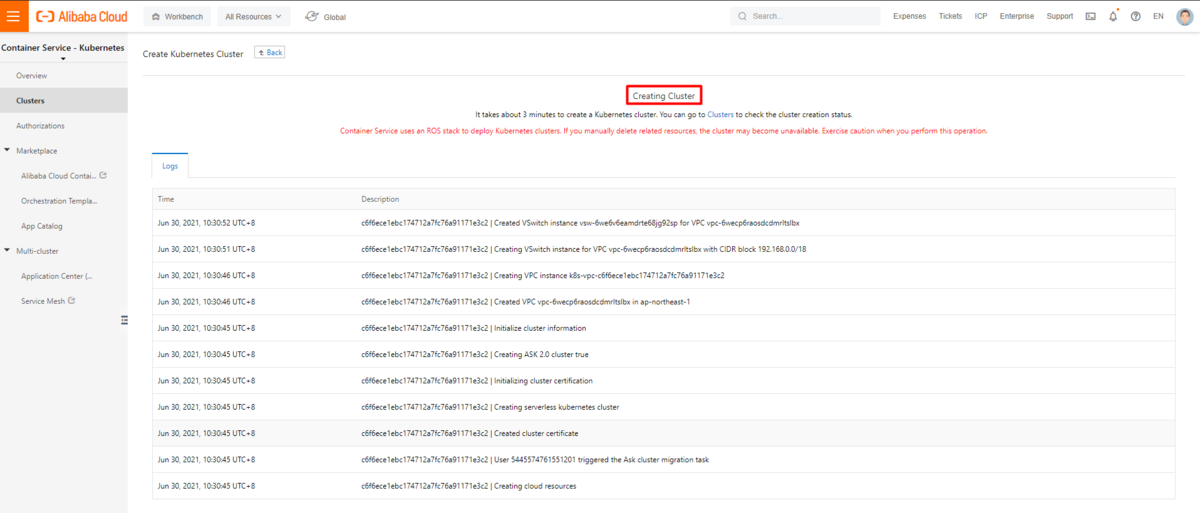 Alibaba Cloud Workbench All Resources Global Search... Expenses Tickets ICP Enterprise Support EN
Container Service - Kubernetes
Overview
Clusters
Authorizations
Marketplace
Alibaba Cloud Contai...
Orchestration Templa...
App Catalog
Multi-cluster
Application Center (...
Service Mesh
Create Kubernetes Cluster Back
Creating Cluster
It takes about 3 minutes to create a Kubernetes cluster. You can go to Clusters to check the cluster creation status.
Container Service uses an ROS stack to deploy Kubernetes clusters. If you manually delete related resources, the cluster may become unavailable. Exercise caution when you perform this operation.
Logs
Time Description
Jun 30, 2021, 10:30:52 UTC+8 c6f6ece1ebc174712a7fc76a91171e3c2 | Created VSwitch instance vsw-6we6v6eamdrte68jg92sp for VPC vpc-6wecp6raosdcdmrltslbx
Jun 30, 2021, 10:30:51 UTC+8 c6f6ece1ebc174712a7fc76a91171e3c2 | Creating VSwitch instance for VPC vpc-6wecp6raosdcdmrltslbx with CIDR block 192.168.0.0/18
Jun 30, 2021, 10:30:46 UTC+8 c6f6ece1ebc174712a7fc76a91171e3c2 | Creating VPC instance k8s-vpc-c6f6ece1ebc174712a7fc76a91171e3c2
Jun 30, 2021, 10:30:46 UTC+8 c6f6ece1ebc174712a7fc76a91171e3c2 | Created VPC vpc-6wecp6raosdcdmrltslbx in ap-northeast-1
Jun 30, 2021, 10:30:45 UTC+8 c6f6ece1ebc174712a7fc76a91171e3c2 | Initialize cluster information
Jun 30, 2021, 10:30:45 UTC+8 c6f6ece1ebc174712a7fc76a91171e3c2 | Creating ASK 2.0 cluster true
Jun 30, 2021, 10:30:45 UTC+8 c6f6ece1ebc174712a7fc76a91171e3c2 | Initializing cluster certification
Jun 30, 2021, 10:30:45 UTC+8 c6f6ece1ebc174712a7fc76a91171e3c2 | Creating serverless kubernetes cluster
Jun 30, 2021, 10:30:45 UTC+8 c6f6ece1ebc174712a7fc76a91171e3c2 | Created cluster certificate
Jun 30, 2021, 10:30:45 UTC+8 c6f6ece1ebc174712a7fc76a91171e3c2 | User 5445574761551201 triggered the Ask cluster migration task
Jun 30, 2021, 10:30:45 UTC+8 c6f6ece1ebc174712a7fc76a91171e3c2 | Creating cloud resources